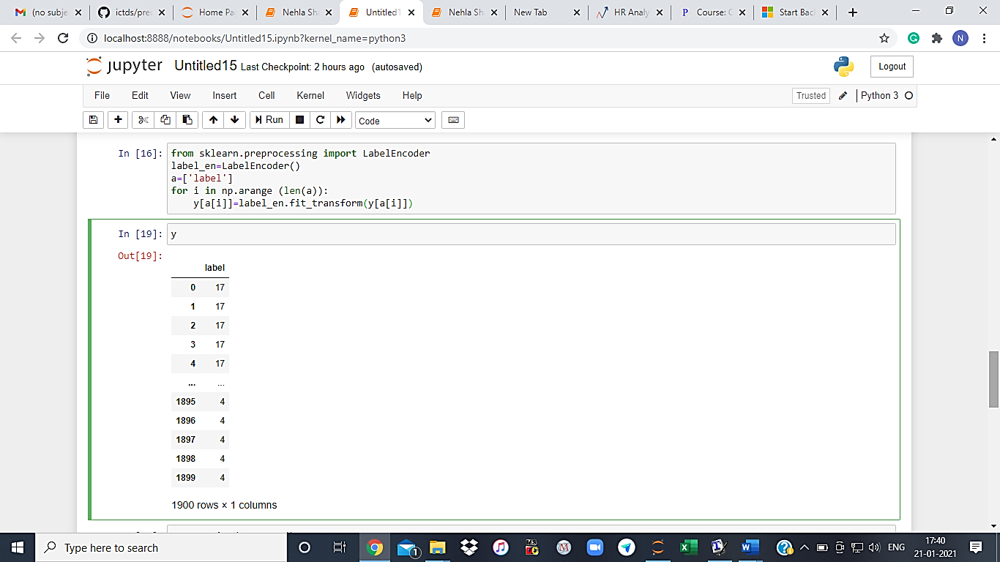 (no subje
ictds/pred
Home Pa
Nehla Sh
Untitled1
Nehla Sh
New Tab
HR Analy
Course: C
Start Bac
localhost:8888/notebooks/Untitled15.ipynb?kernel_name=python3
N
jupyter Untitled15 Last Checkpoint: 2 hours ago (autosaved)
Logout
File Edit View Insert Cell Kernel Widgets Help
Trusted Python 3
Run Code
In [16]: from sklearn.preprocessing import LabelEncoder
label_en=LabelEncoder()
a=['label']
for i in np.arange (len(a)):
y[a[i]]=label_en.fit_transform(y[a[i]])
In [19]: y
Out[19]:
label
0 17
1 17
2 17
3 17
4 17
... ...
1895 4
1896 4
1897 4
1898 4
1899 4
1900 rows × 1 columns
Type here to search
1
ENG
17:40
21-01-2021